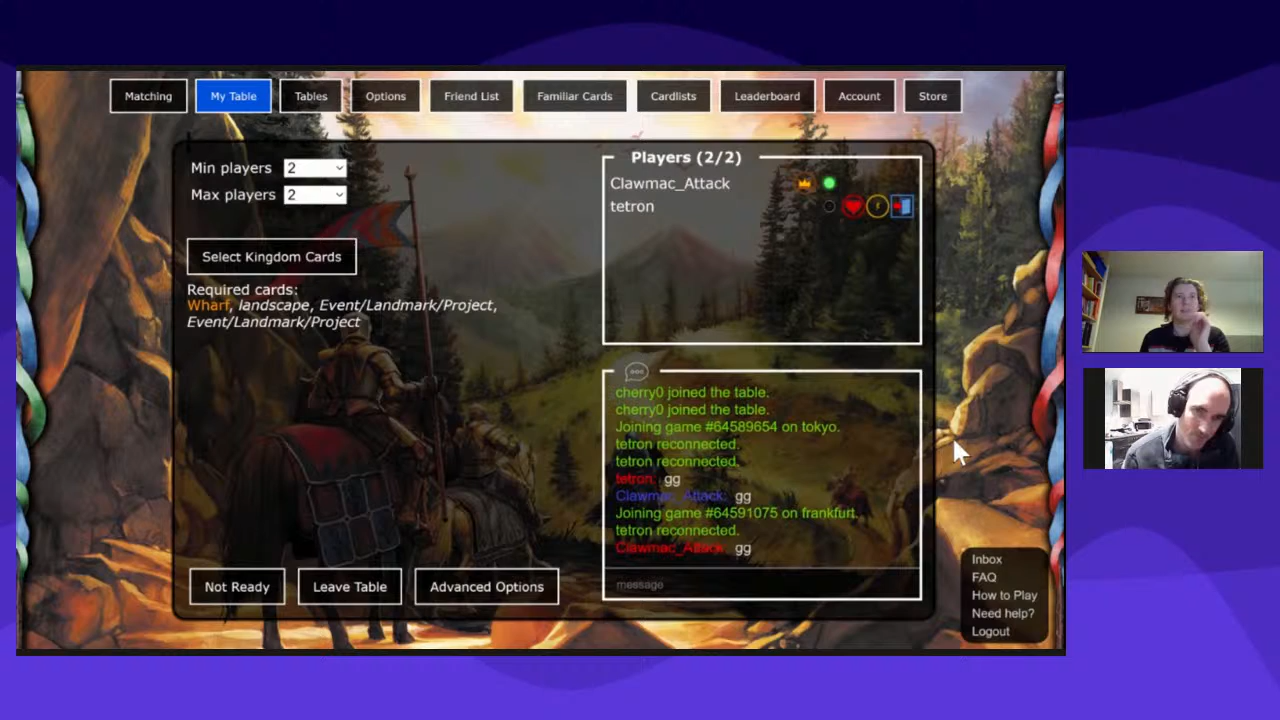 Matching
My Table
Tables
Options
Friend List
Familiar Cards
Cardlists
Leaderboard
Account
Store
Min players 2
Max players 2
Select Kingdom Cards
Required cards:
Wharf, landscape, Event/Landmark/Project,
Event/Landmark/Project
Not Ready
Leave Table
Advanced Options
Players (2/2)
Clawmac_Attack
tetron
cherry0 joined the table.
cherry0 joined the table.
Joining game #64589654 on tokyo.
tetron reconnected.
tetron reconnected.
tetron: gg
Clawmac_Attack: gg
Joining game #64591075 on frankfurt.
tetron reconnected.
Clawmac_Attack: gg
message
Inbox
FAQ
How to Play
Need help?
Logout